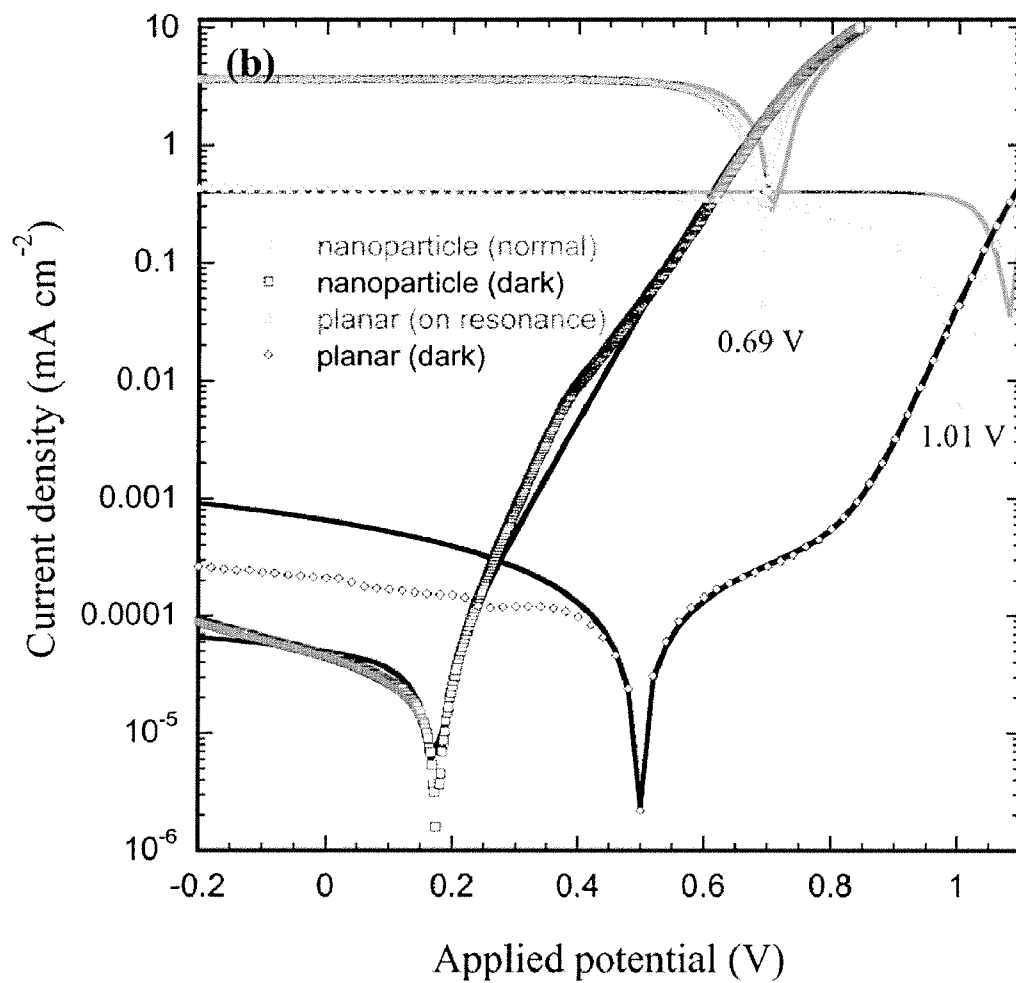 (b)
10
1
0.1
0.01
0.001
0.0001
10⁻⁵
10⁻⁶
Current density (mA cm⁻²)
nanoparticle (normal)
nanoparticle (dark)
planar (on resonance)
planar (dark)
0.69 V
1.01 V
-0.2 0 0.2 0.4 0.6 0.8 1
Applied potential (V)